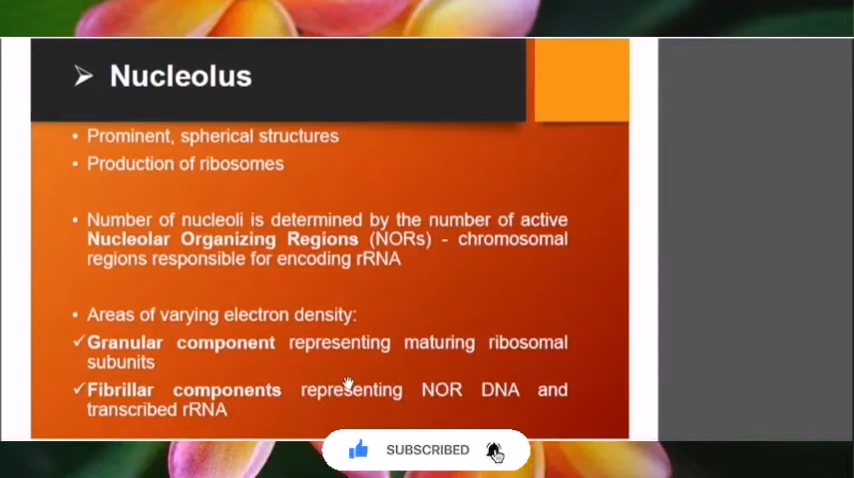 ➢ Nucleolus
• Prominent, spherical structures
• Production of ribosomes
• Number of nucleoli is determined by the number of active
Nucleolar Organizing Regions (NORs) - chromosomal
regions responsible for encoding rRNA
• Areas of varying electron density:
✓Granular component representing maturing ribosomal
subunits
✓Fibrillar components representing NOR DNA and
transcribed rRNA
SUBSCRIBED